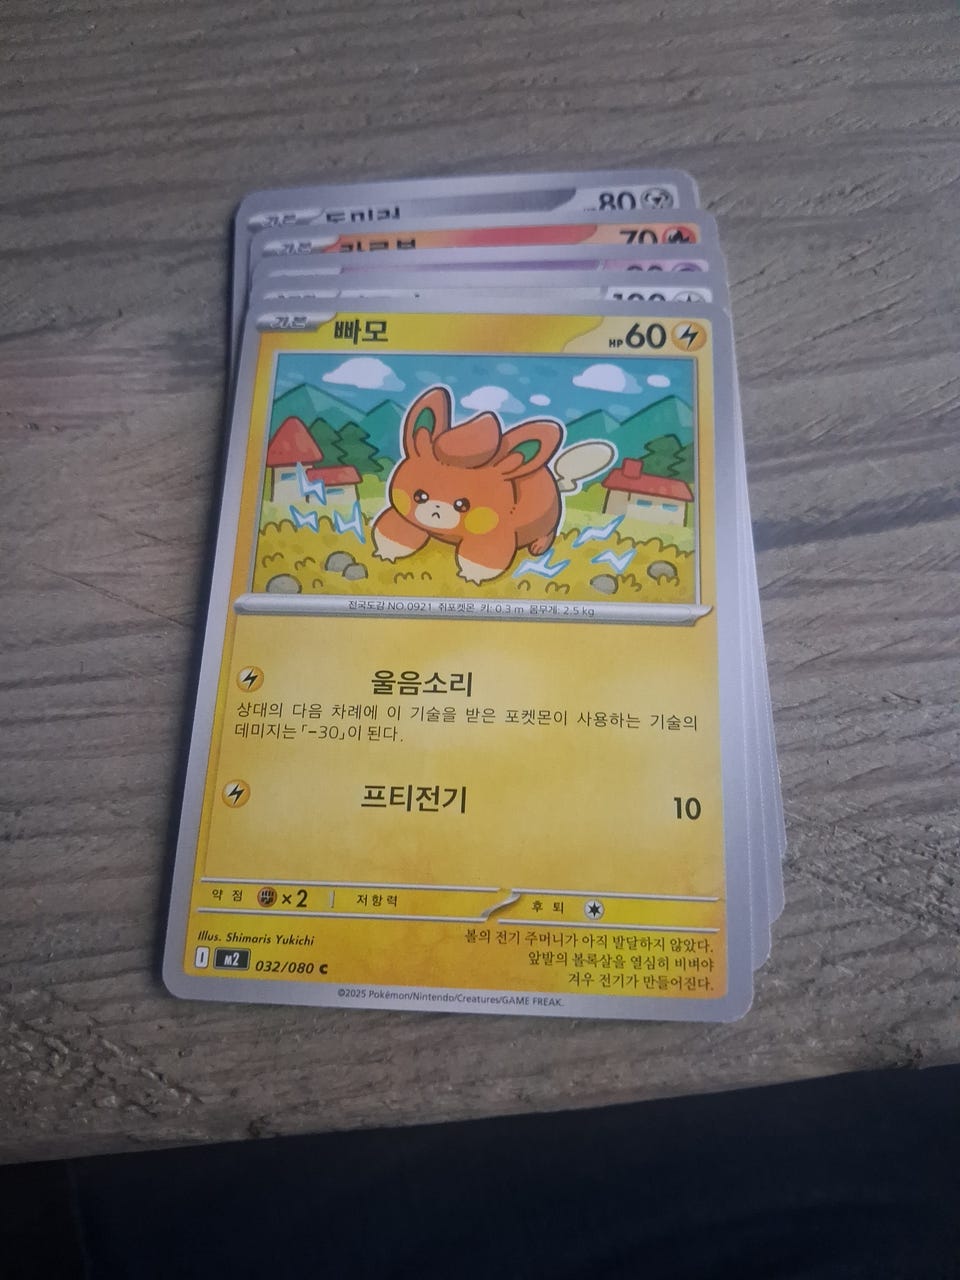 80
70
기본 빠모 HP 60
전국도감 NO.0921 쥐포켓몬 키: 0.3 m 몸무게: 2.5 kg
울음소리
상대의 다음 차례에 이 기술을 받은 포켓몬이 사용하는 기술의
데미지는 「-30」이 된다.
프티전기 10
약점 ×2 저항력 후퇴
Illus. Shimaris Yukichi
볼의 전기 주머니가 아직 발달하지 않았다.
앞발의 볼록살을 열심히 비벼야
겨우 전기가 만들어진다.
I M2 032/080 C
©2025 Pokémon/Nintendo/Creatures/GAME FREAK.